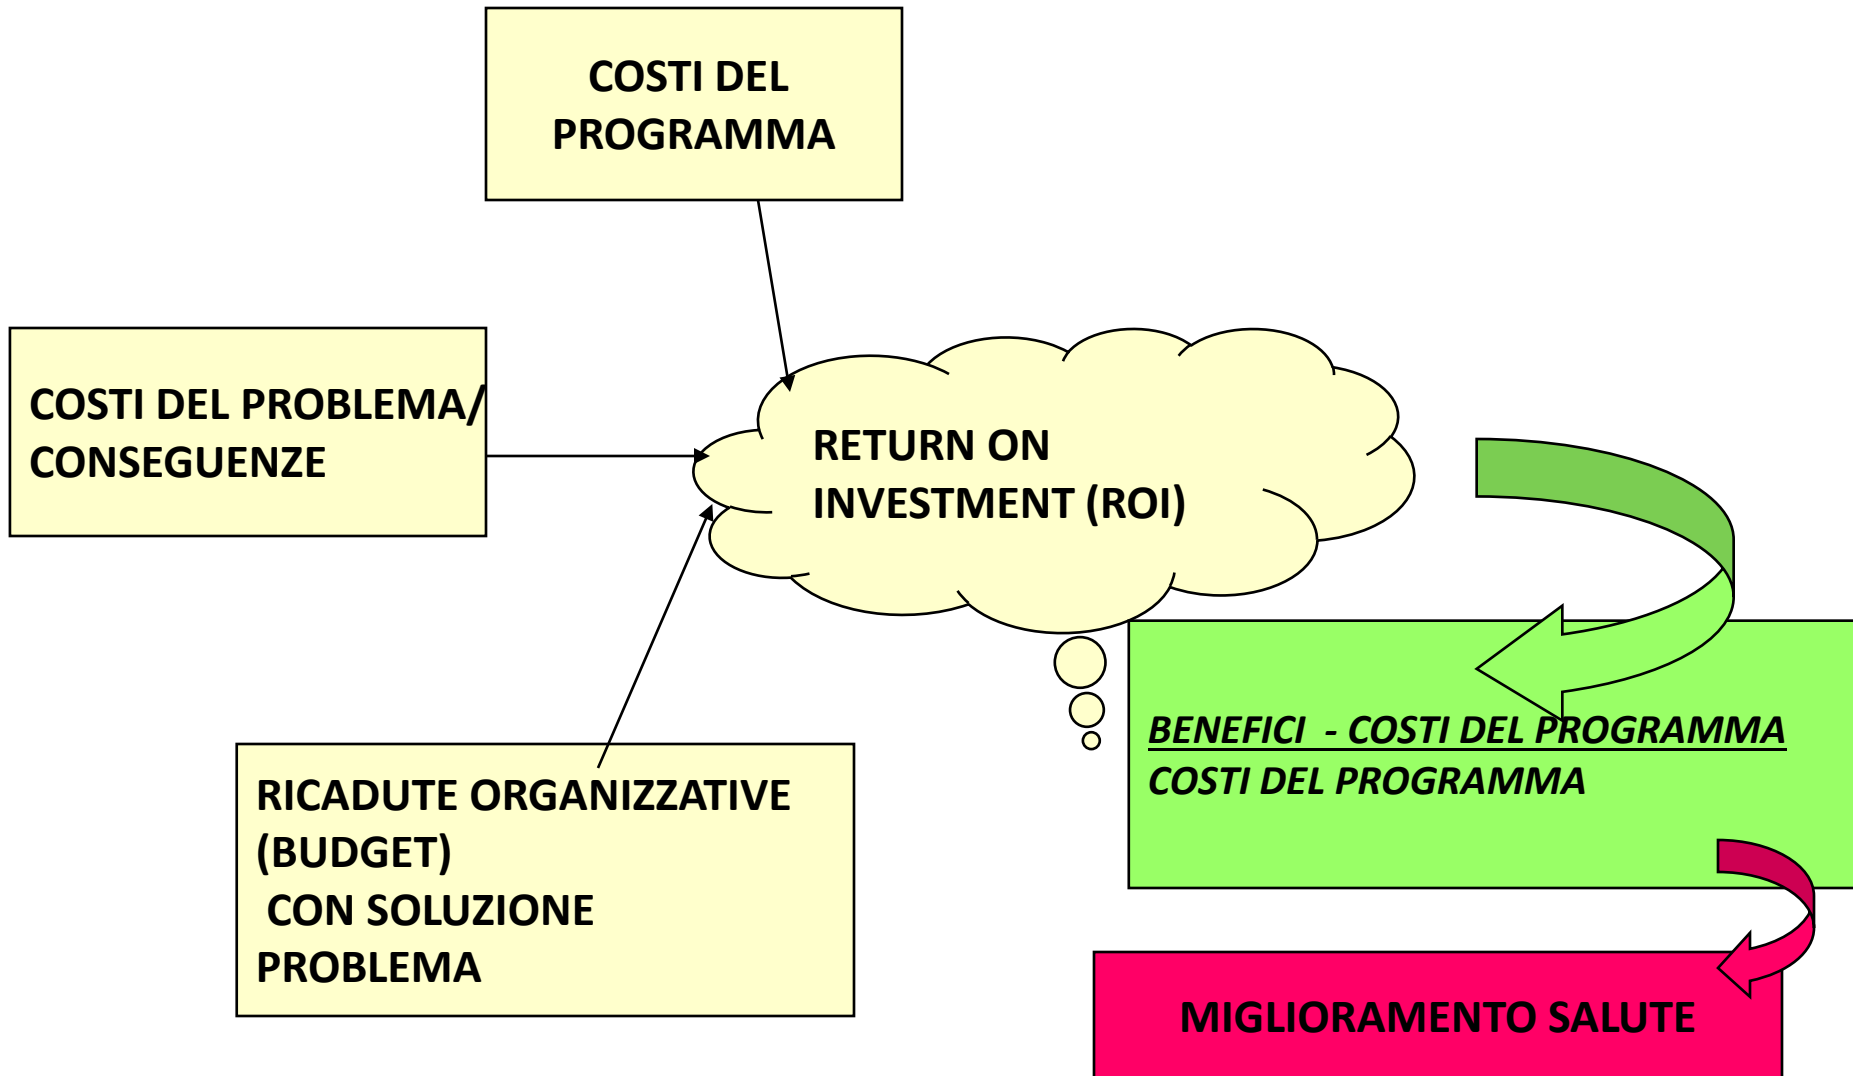 COSTI DEL
PROGRAMMA
COSTI DEL PROBLEMA/
CONSEGUENZE
RETURN ON
INVESTMENT (ROI)
BENEFICI  - COSTI DEL PROGRAMMA
COSTI DEL PROGRAMMA
RICADUTE ORGANIZZATIVE
(BUDGET)
CON SOLUZIONE
PROBLEMA
MIGLIORAMENTO SALUTE